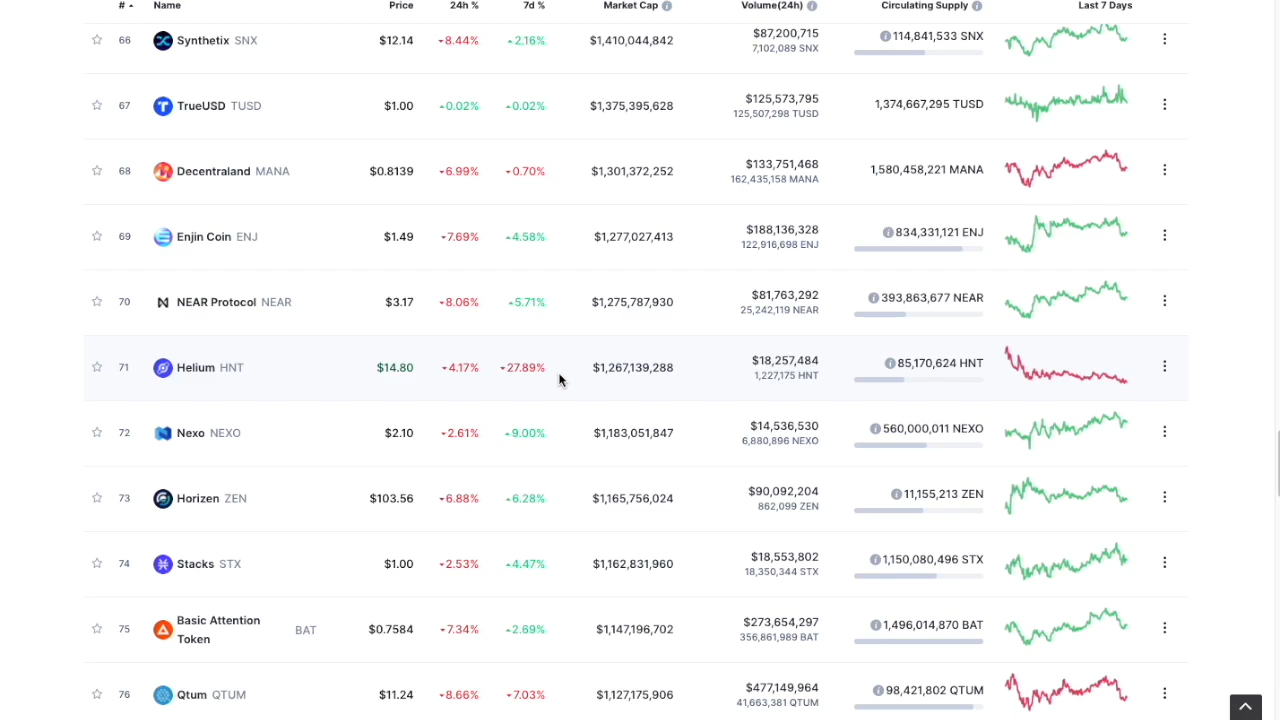 # Name Price 24h % 7d % Market Cap Volume(24h) Circulating Supply Last 7 Days
66 Synthetix SNX $12.14 8.44% 2.16% $1,410,044,842 $87,200,715 114,841,533 SNX
7,102,089 SNX
67 TrueUSD TUSD $1.00 0.02% 0.02% $1,375,395,628 $125,573,795 1,374,667,295 TUSD
125,507,298 TUSD
68 Decentraland MANA $0.8139 6.99% 0.70% $1,301,372,252 $133,751,468 1,580,458,221 MANA
162,435,158 MANA
69 Enjin Coin ENJ $1.49 7.69% 4.58% $1,277,027,413 $188,136,328 834,331,121 ENJ
122,916,698 ENJ
70 NEAR Protocol NEAR $3.17 8.06% 5.71% $1,275,787,930 $81,763,292 393,863,677 NEAR
25,242,119 NEAR
71 Helium HNT $14.80 4.17% 27.89% $1,267,139,288 $18,257,484 85,170,624 HNT
1,227,175 HNT
72 Nexo NEXO $2.10 2.61% 9.00% $1,183,051,847 $14,536,530 560,000,011 NEXO
6,880,896 NEXO
73 Horizen ZEN $103.56 6.88% 6.28% $1,165,756,024 $90,092,204 11,155,213 ZEN
862,099 ZEN
74 Stacks STX $1.00 2.53% 4.47% $1,162,831,960 $18,553,802 1,150,080,496 STX
18,350,344 STX
75 Basic Attention Token BAT $0.7584 7.34% 2.69% $1,147,196,702 $273,654,297 1,496,014,870 BAT
356,861,989 BAT
76 Qtum QTUM $11.24 8.66% 7.03% $1,127,175,906 $477,149,964 98,421,802 QTUM
41,663,381 QTUM